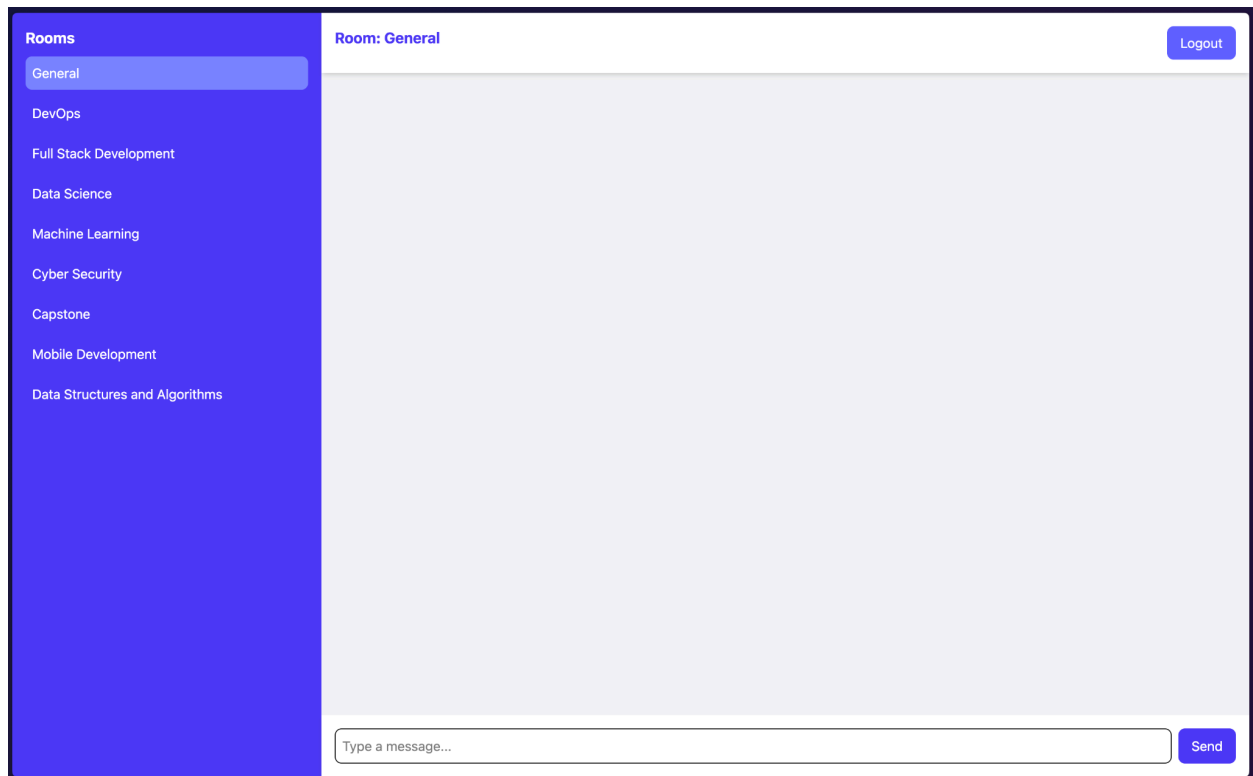 Rooms
General
DevOps
Full Stack Development
Data Science
Machine Learning
Cyber Security
Capstone
Mobile Development
Data Structures and Algorithms
Room: General
Logout
Type a message...
Send